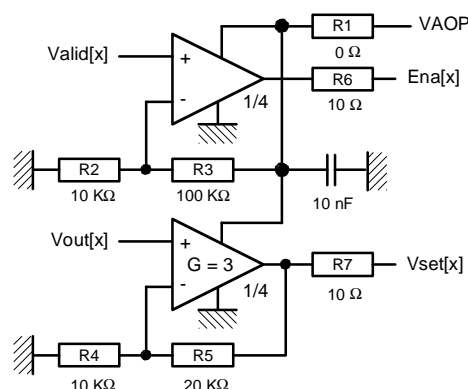 R1
VAOP
0 Ω
Valid[x]
+
-
R6
Ena[x]
1/4
10 Ω
R2
R3
10 KΩ
100 KΩ
10 nF
Vout[x]
+
-
G = 3
R7
Vset[x]
1/4
10 Ω
R4
R5
10 KΩ
20 KΩ